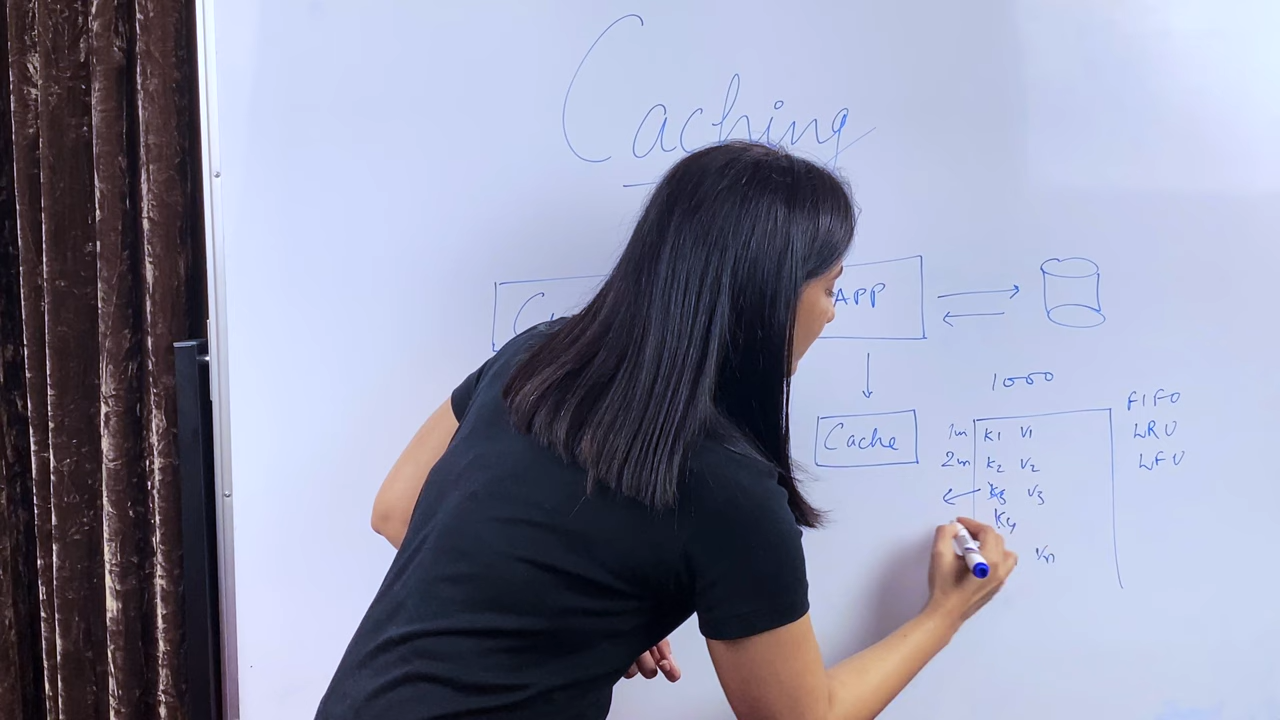 Caching
APP
1000
Cache
FIFO
LRU
LFU
1m K1 V1
2m K2 V2
K3 V3
K4
Vn